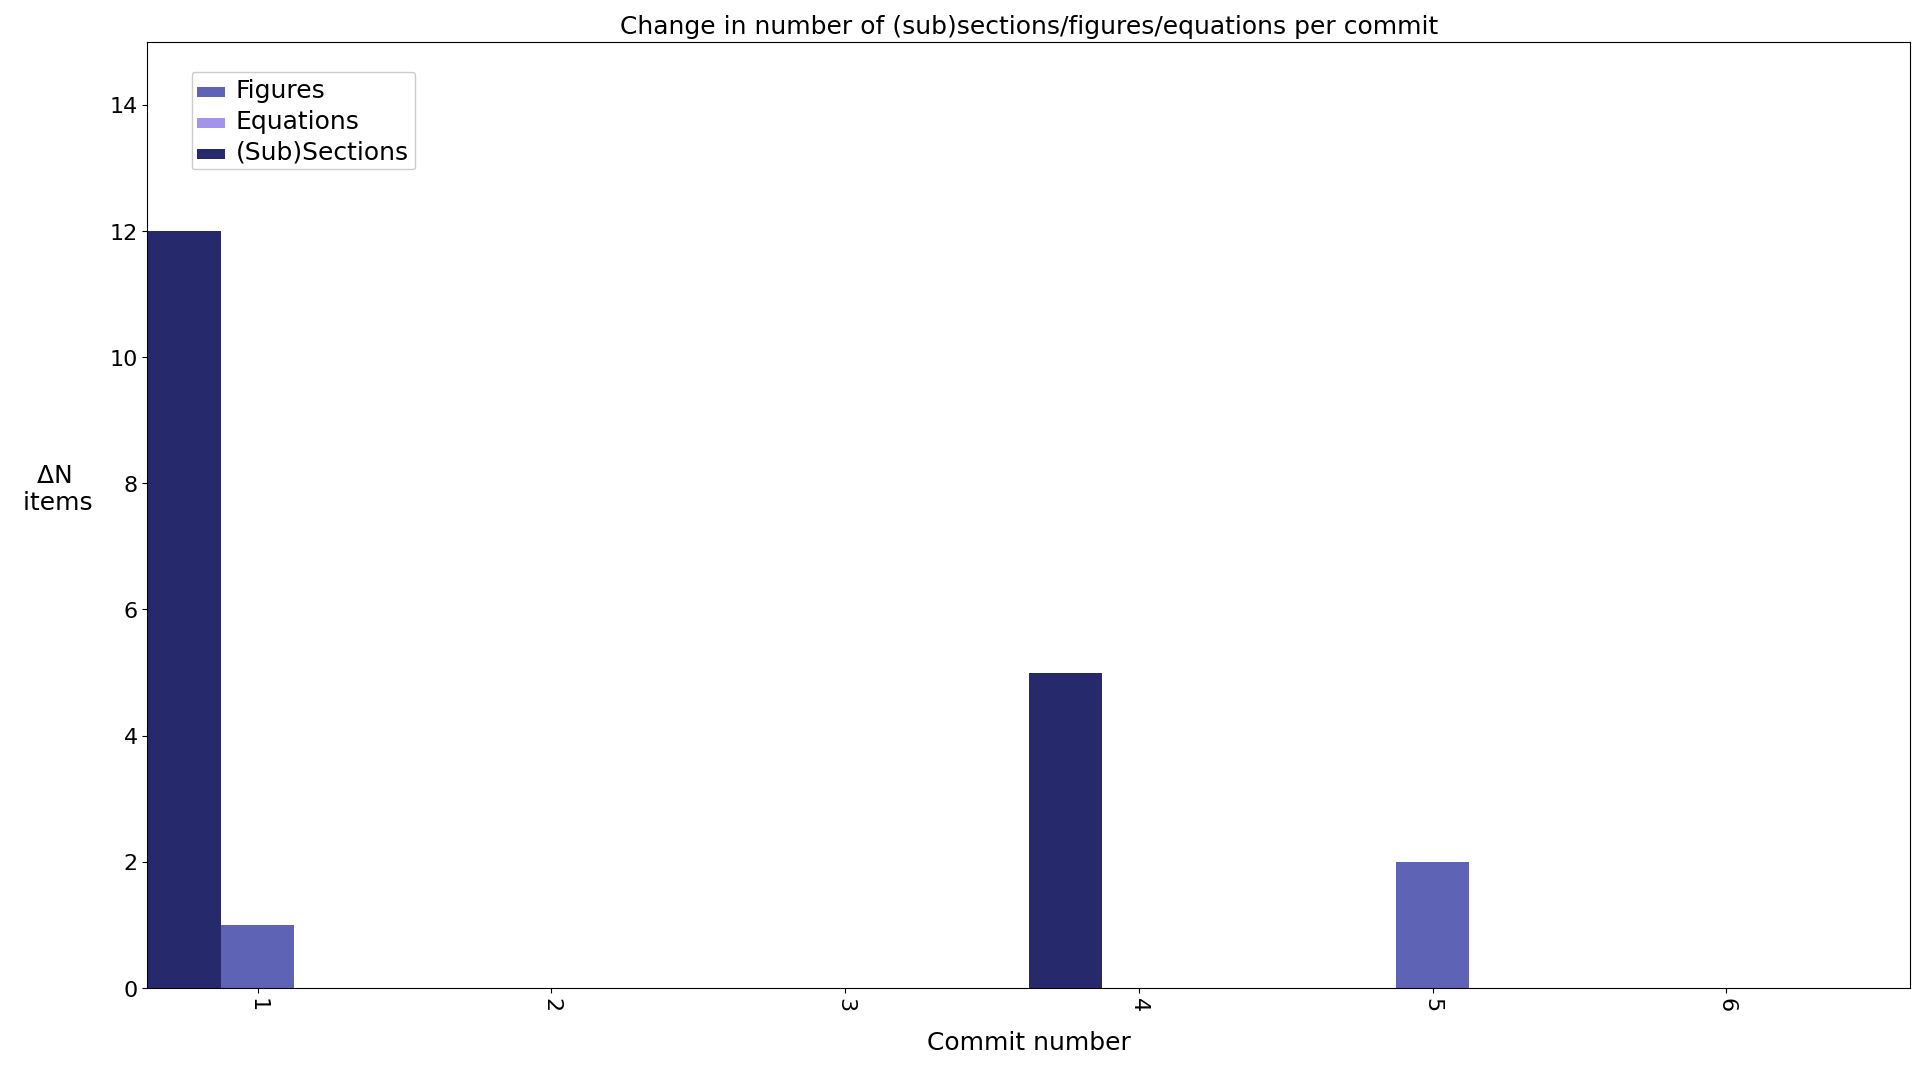 Change in number of (sub)sections/figures/equations per commit
Figures
Equations
(Sub)Sections
14
12
10
8
6
4
2
0
ΔN
items
1
2
3
4
5
6
Commit number